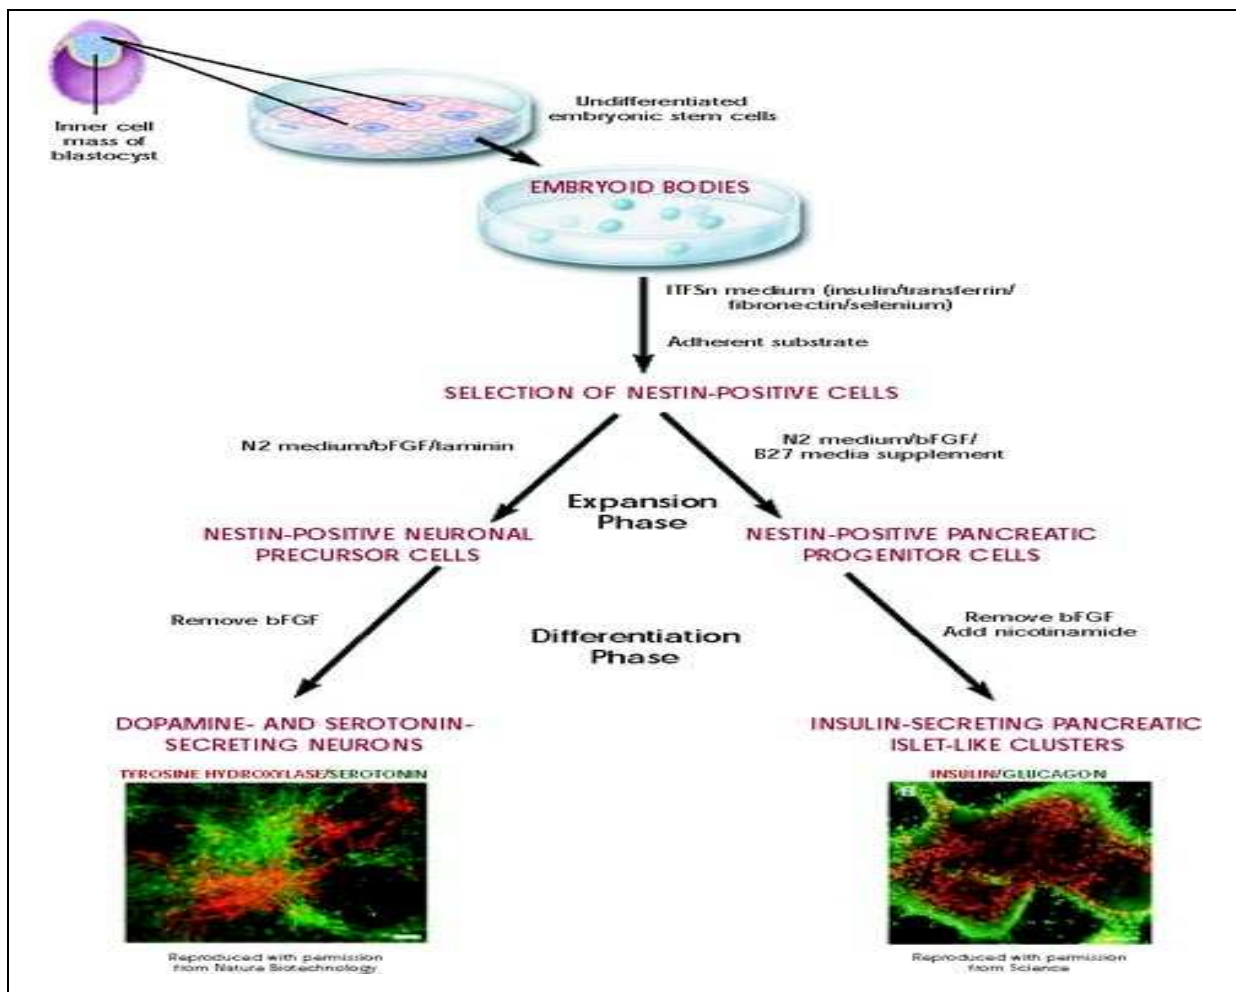 Inner cell
mass of
blastocyst
Undifferentiated
embryonic stem cells
EMBRYOID BODIES
ITFSn medium (insulin/transferrin/
fibronectin/selenium)
Adherent substrate
SELECTION OF NESTIN-POSITIVE CELLS
N2 medium/bFGF/laminin
N2 medium/bFGF/
B27 media supplement
Expansion
Phase
NESTIN-POSITIVE NEURONAL
PRECURSOR CELLS
NESTIN-POSITIVE PANCREATIC
PROGENITOR CELLS
Remove bFGF
Remove bFGF
Add nicotinamide
Differentiation
Phase
DOPAMINE- AND SEROTONIN-
SECRETING NEURONS
INSULIN-SECRETING PANCREATIC
ISLET-LIKE CLUSTERS
TYROSINE HYDROXYLASE/SEROTONIN
INSULIN/GLUCAGON
Reproduced with permission
from Nature Biotechnology
Reproduced with permission
from Science